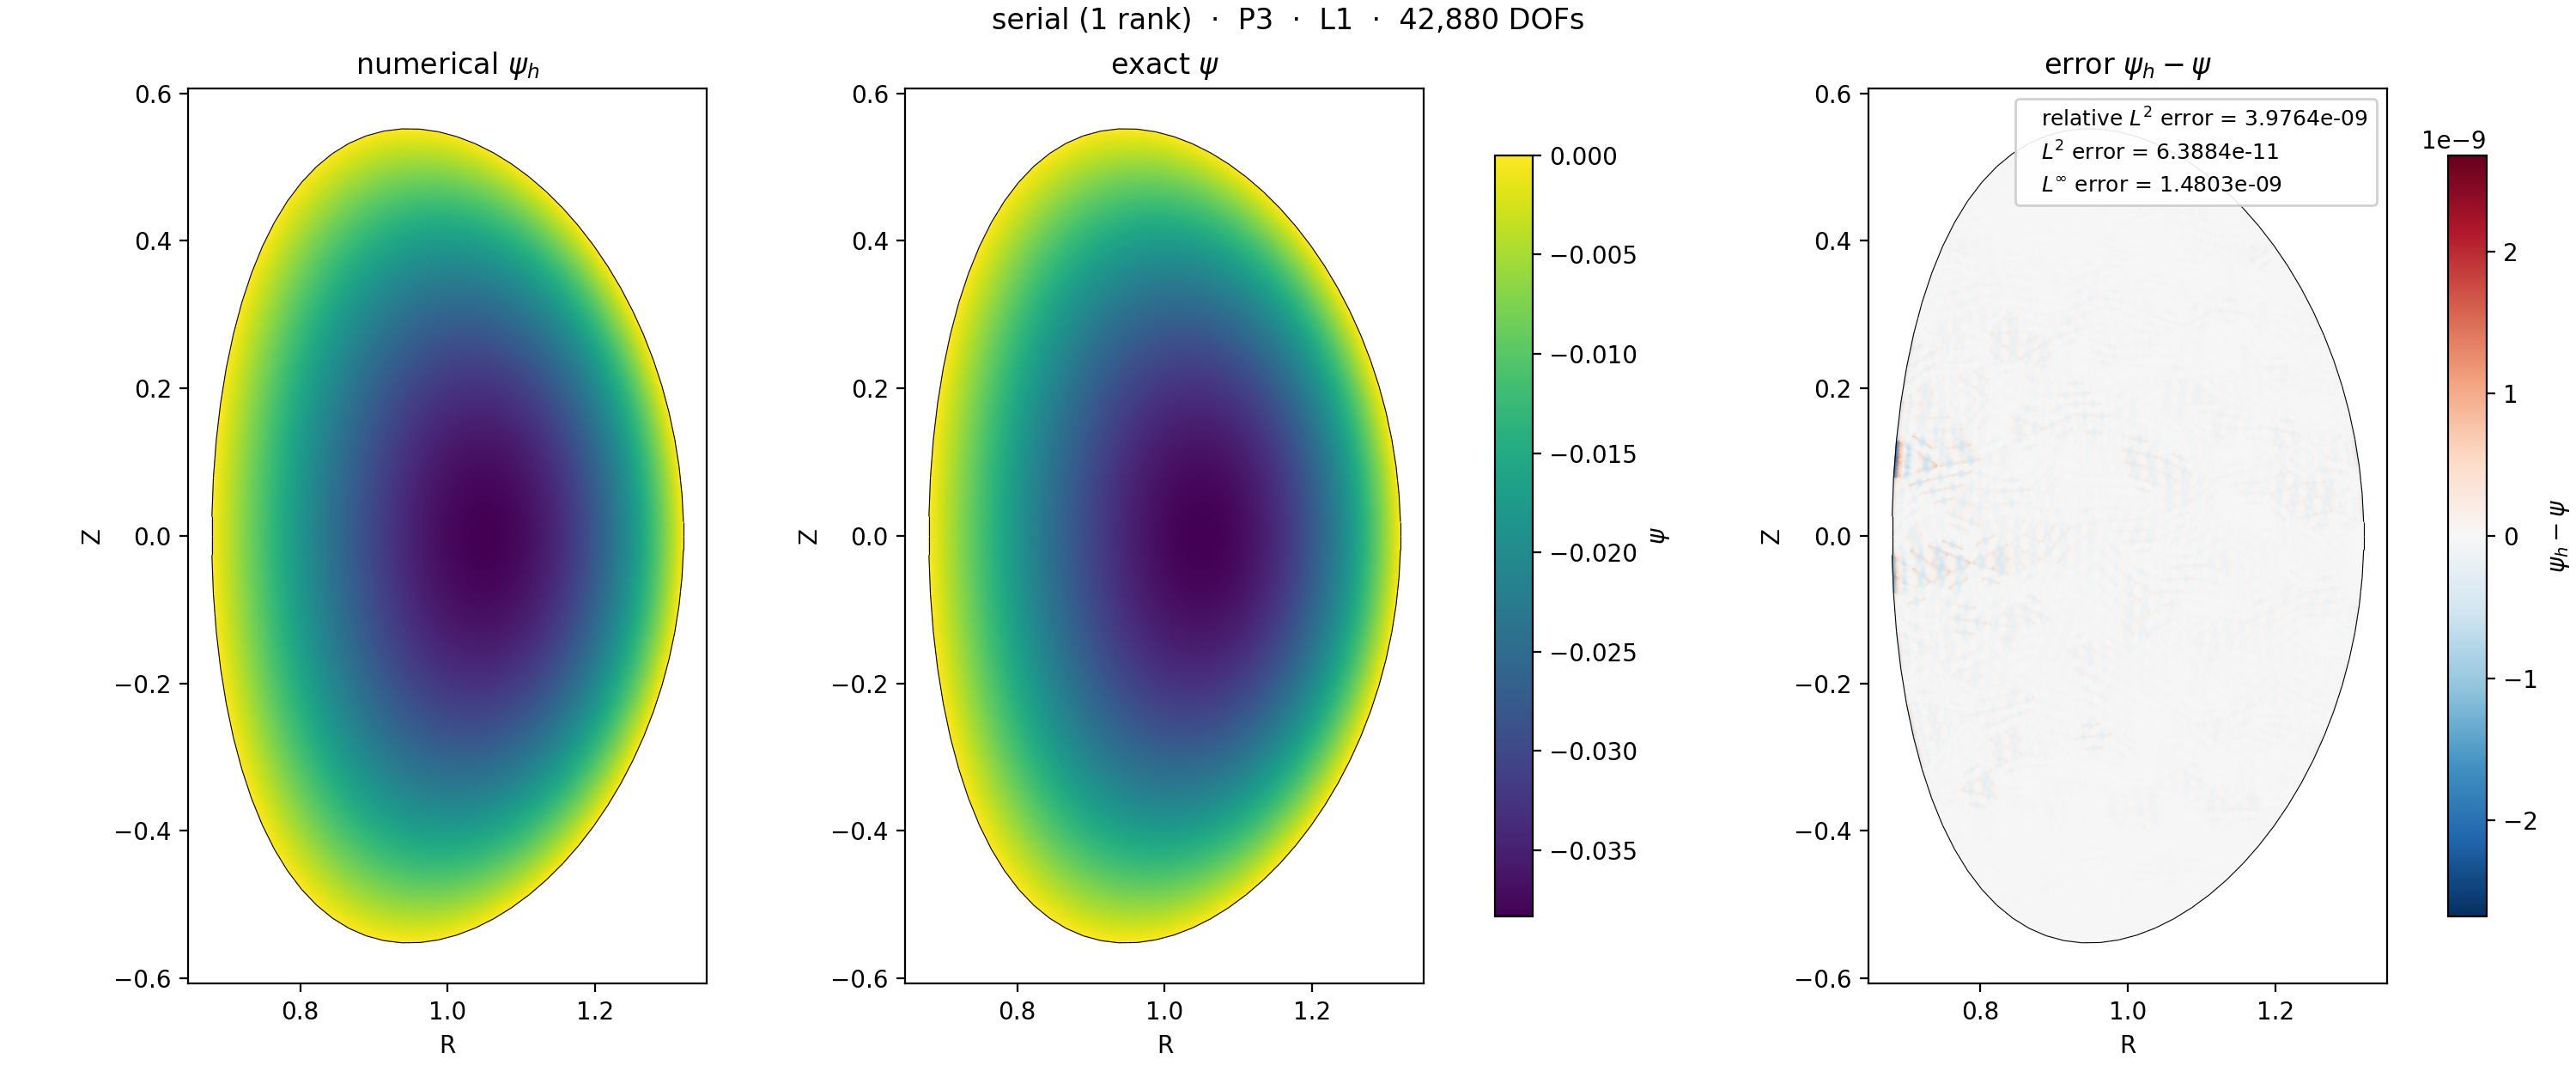 serial (1 rank) · P3 · L1 · 42,880 DOFs
numerical ψh
0.6
0.4
0.2
0.0
−0.2
−0.4
−0.6
Z
0.8 1.0 1.2
R
exact ψ
0.6
0.4
0.2
0.0
−0.2
−0.4
−0.6
Z
0.8 1.0 1.2
R
0.000
−0.005
−0.010
−0.015
−0.020
−0.025
−0.030
−0.035
ψ
error ψh − ψ
relative L² error = 3.9764e-09
L² error = 6.3884e-11
L∞ error = 1.4803e-09
0.6
0.4
0.2
0.0
−0.2
−0.4
−0.6
Z
0.8 1.0 1.2
R
1e−9
2
1
0
−1
−2
ψh − ψ